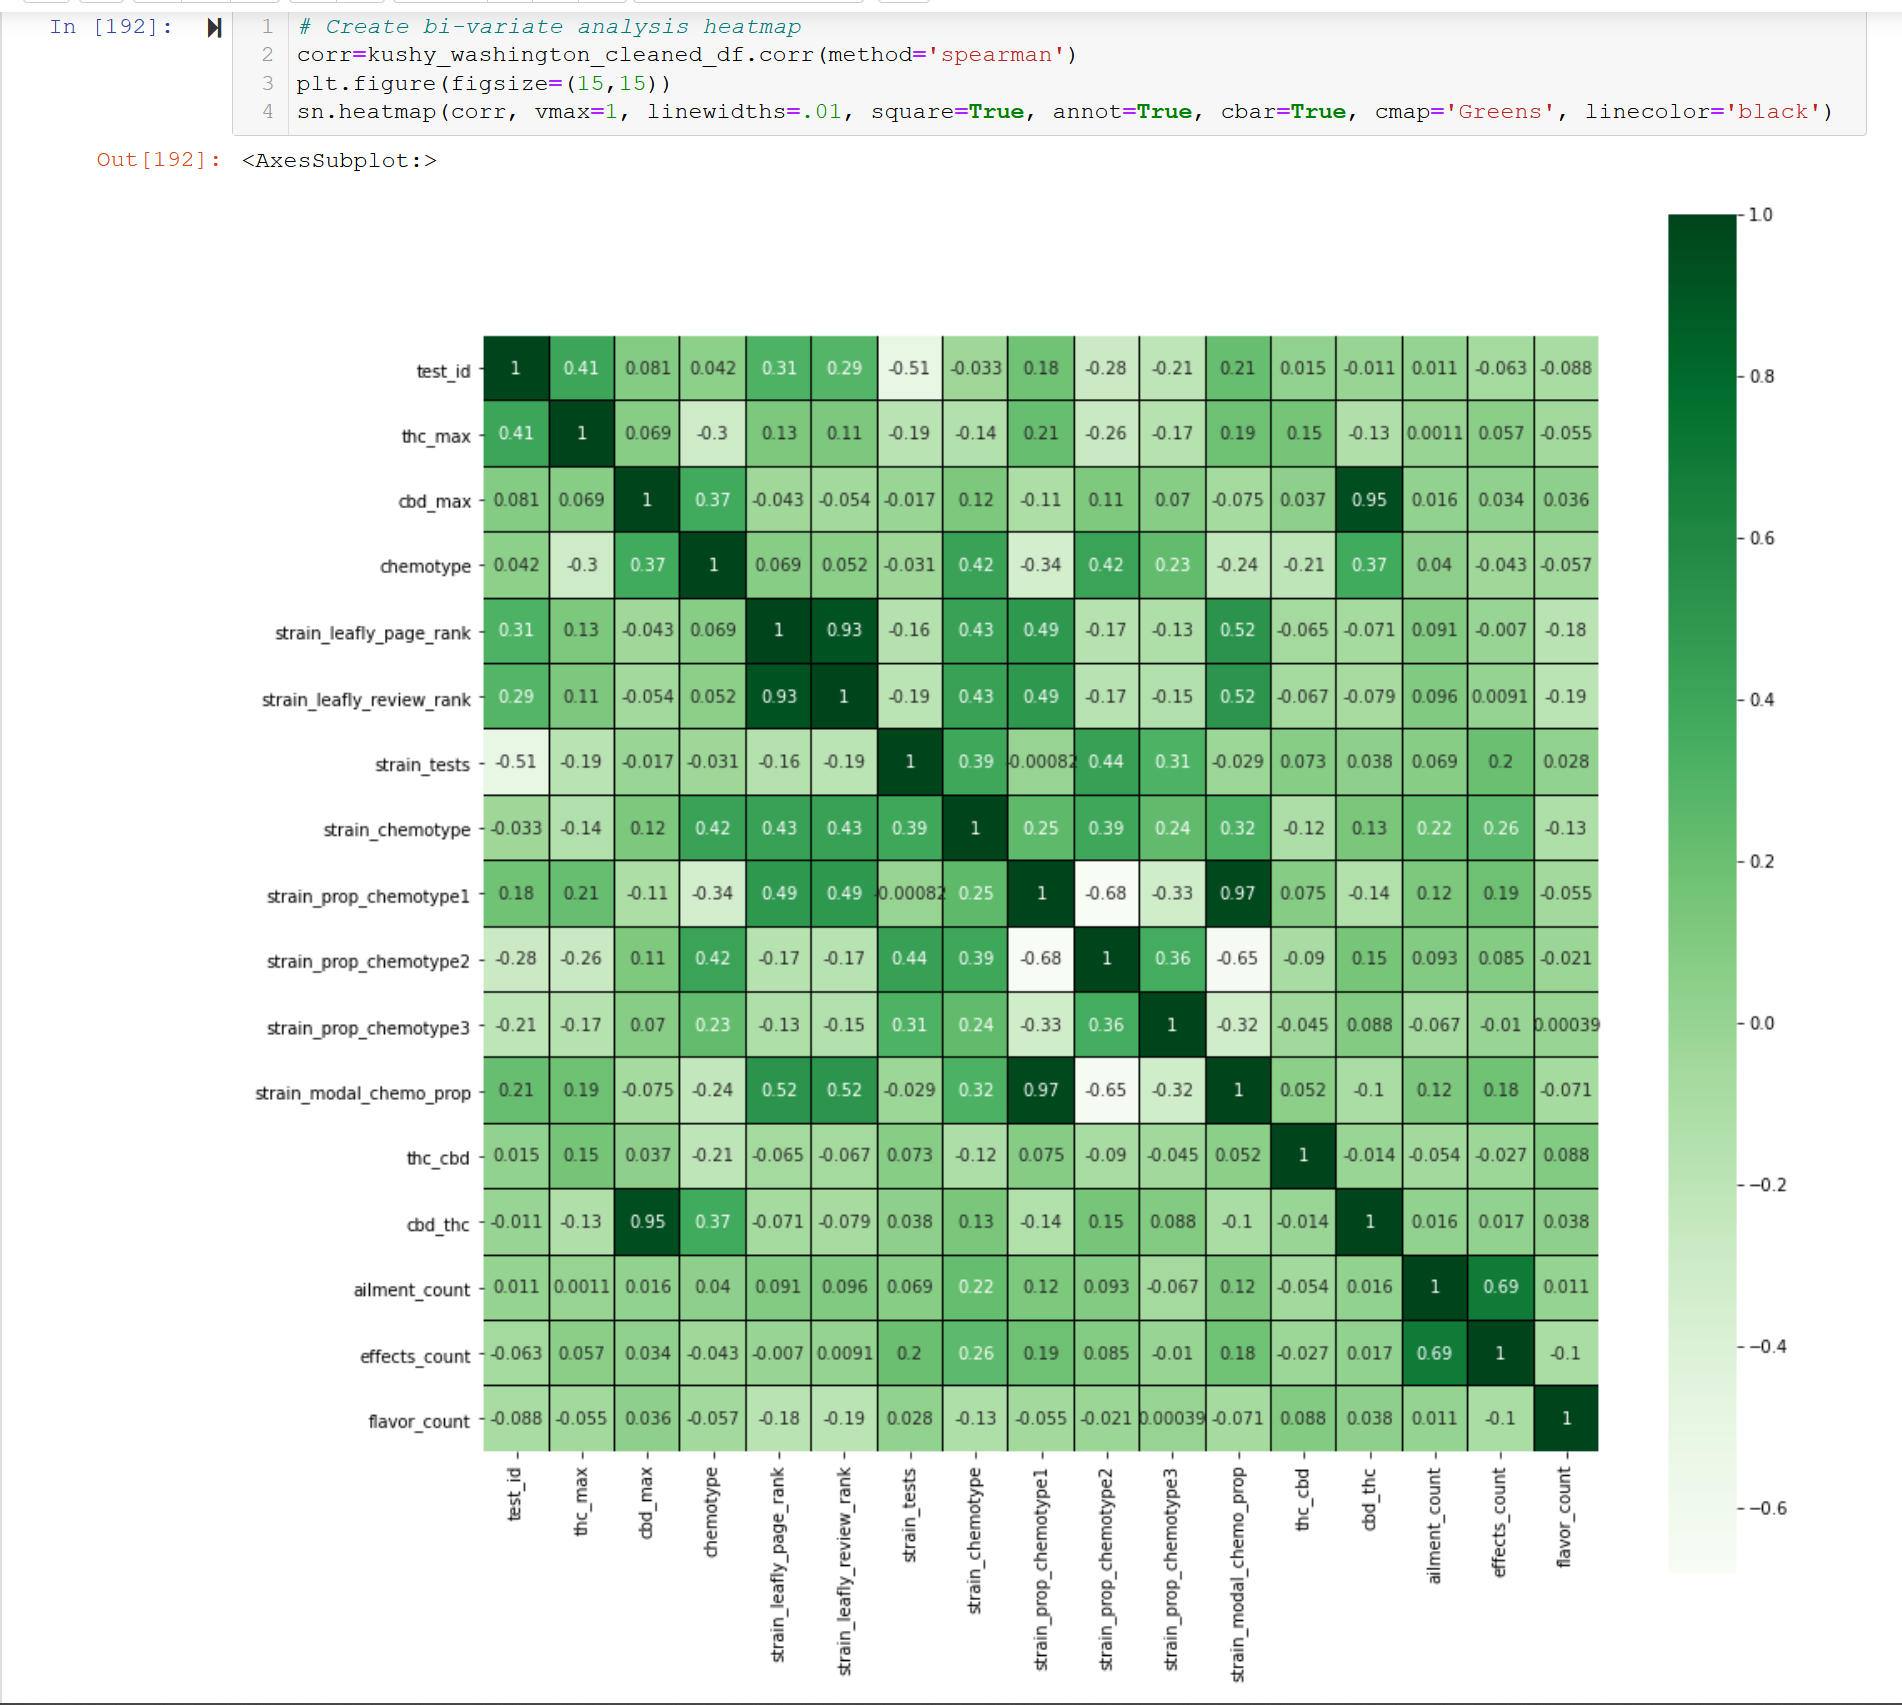 In [192]:
1 # Create bi-variate analysis heatmap
2 corr=kushy_washington_cleaned_df.corr(method='spearman')
3 plt.figure(figsize=(15,15))
4 sn.heatmap(corr, vmax=1, linewidths=.01, square=True, annot=True, cbar=True, cmap='Greens', linecolor='black')
Out[192]: <AxesSubplot:>
test_id 1 0.41 0.081 0.042 0.31 0.29 -0.51 -0.033 0.18 -0.28 -0.21 0.21 0.015 -0.011 0.011 -0.063 -0.088
thc_max 0.41 1 0.069 -0.3 0.13 0.11 -0.19 -0.14 0.21 -0.26 -0.17 0.19 0.15 -0.13 0.0011 0.057 -0.055
cbd_max 0.081 0.069 1 0.37 -0.043 -0.054 -0.017 0.12 -0.11 0.11 0.07 -0.075 0.037 0.95 0.016 0.034 0.036
chemotype 0.042 -0.3 0.37 1 0.069 0.052 -0.031 0.42 -0.34 0.42 0.23 -0.24 -0.21 0.37 0.04 -0.043 -0.057
strain_leafly_page_rank 0.31 0.13 -0.043 0.069 1 0.93 -0.16 0.43 0.49 -0.17 -0.13 0.52 -0.065 -0.071 0.091 -0.007 -0.18
strain_leafly_review_rank 0.29 0.11 -0.054 0.052 0.93 1 -0.19 0.43 0.49 -0.17 -0.15 0.52 -0.067 -0.079 0.096 0.0091 -0.19
strain_tests -0.51 -0.19 -0.017 -0.031 -0.16 -0.19 1 0.39 -0.00082 0.44 0.31 -0.029 0.073 0.038 0.069 0.2 0.028
strain_chemotype -0.033 -0.14 0.12 0.42 0.43 0.43 0.39 1 0.25 0.39 0.24 0.32 -0.12 0.13 0.22 0.26 -0.13
strain_prop_chemotype1 0.18 0.21 -0.11 -0.34 0.49 0.49 -0.00082 0.25 1 -0.68 -0.33 0.97 0.075 -0.14 0.12 0.19 -0.055
strain_prop_chemotype2 -0.28 -0.26 0.11 0.42 -0.17 -0.17 0.44 0.39 -0.68 1 0.36 -0.65 -0.09 0.15 0.093 0.085 -0.021
strain_prop_chemotype3 -0.21 -0.17 0.07 0.23 -0.13 -0.15 0.31 0.24 -0.33 0.36 1 -0.32 -0.045 0.088 -0.067 -0.01 0.00039
strain_modal_chemo_prop 0.21 0.19 -0.075 -0.24 0.52 0.52 -0.029 0.32 0.97 -0.65 -0.32 1 0.052 -0.1 0.12 0.18 -0.071
thc_cbd 0.015 0.15 0.037 -0.21 -0.065 -0.067 0.073 -0.12 0.075 -0.09 -0.045 0.052 1 -0.014 -0.054 -0.027 0.088
cbd_thc -0.011 -0.13 0.95 0.37 -0.071 -0.079 0.038 0.13 -0.14 0.15 0.088 -0.1 -0.014 1 0.016 0.017 0.038
ailment_count 0.011 0.0011 0.016 0.04 0.091 0.096 0.069 0.22 0.12 0.093 -0.067 0.12 -0.054 0.016 1 0.69 0.011
effects_count -0.063 0.057 0.034 -0.043 -0.007 0.0091 0.2 0.26 0.19 0.085 -0.01 0.18 -0.027 0.017 0.69 1 -0.1
flavor_count -0.088 -0.055 0.036 -0.057 -0.18 -0.19 0.028 -0.13 -0.055 -0.021 0.00039 -0.071 0.088 0.038 0.011 -0.1 1
test_id
thc_max
cbd_max
chemotype
strain_leafly_page_rank
strain_leafly_review_rank
strain_tests
strain_chemotype
strain_prop_chemotype1
strain_prop_chemotype2
strain_prop_chemotype3
strain_modal_chemo_prop
thc_cbd
cbd_thc
ailment_count
effects_count
flavor_count
1.0
0.8
0.6
0.4
0.2
0.0
−0.2
−0.4
−0.6